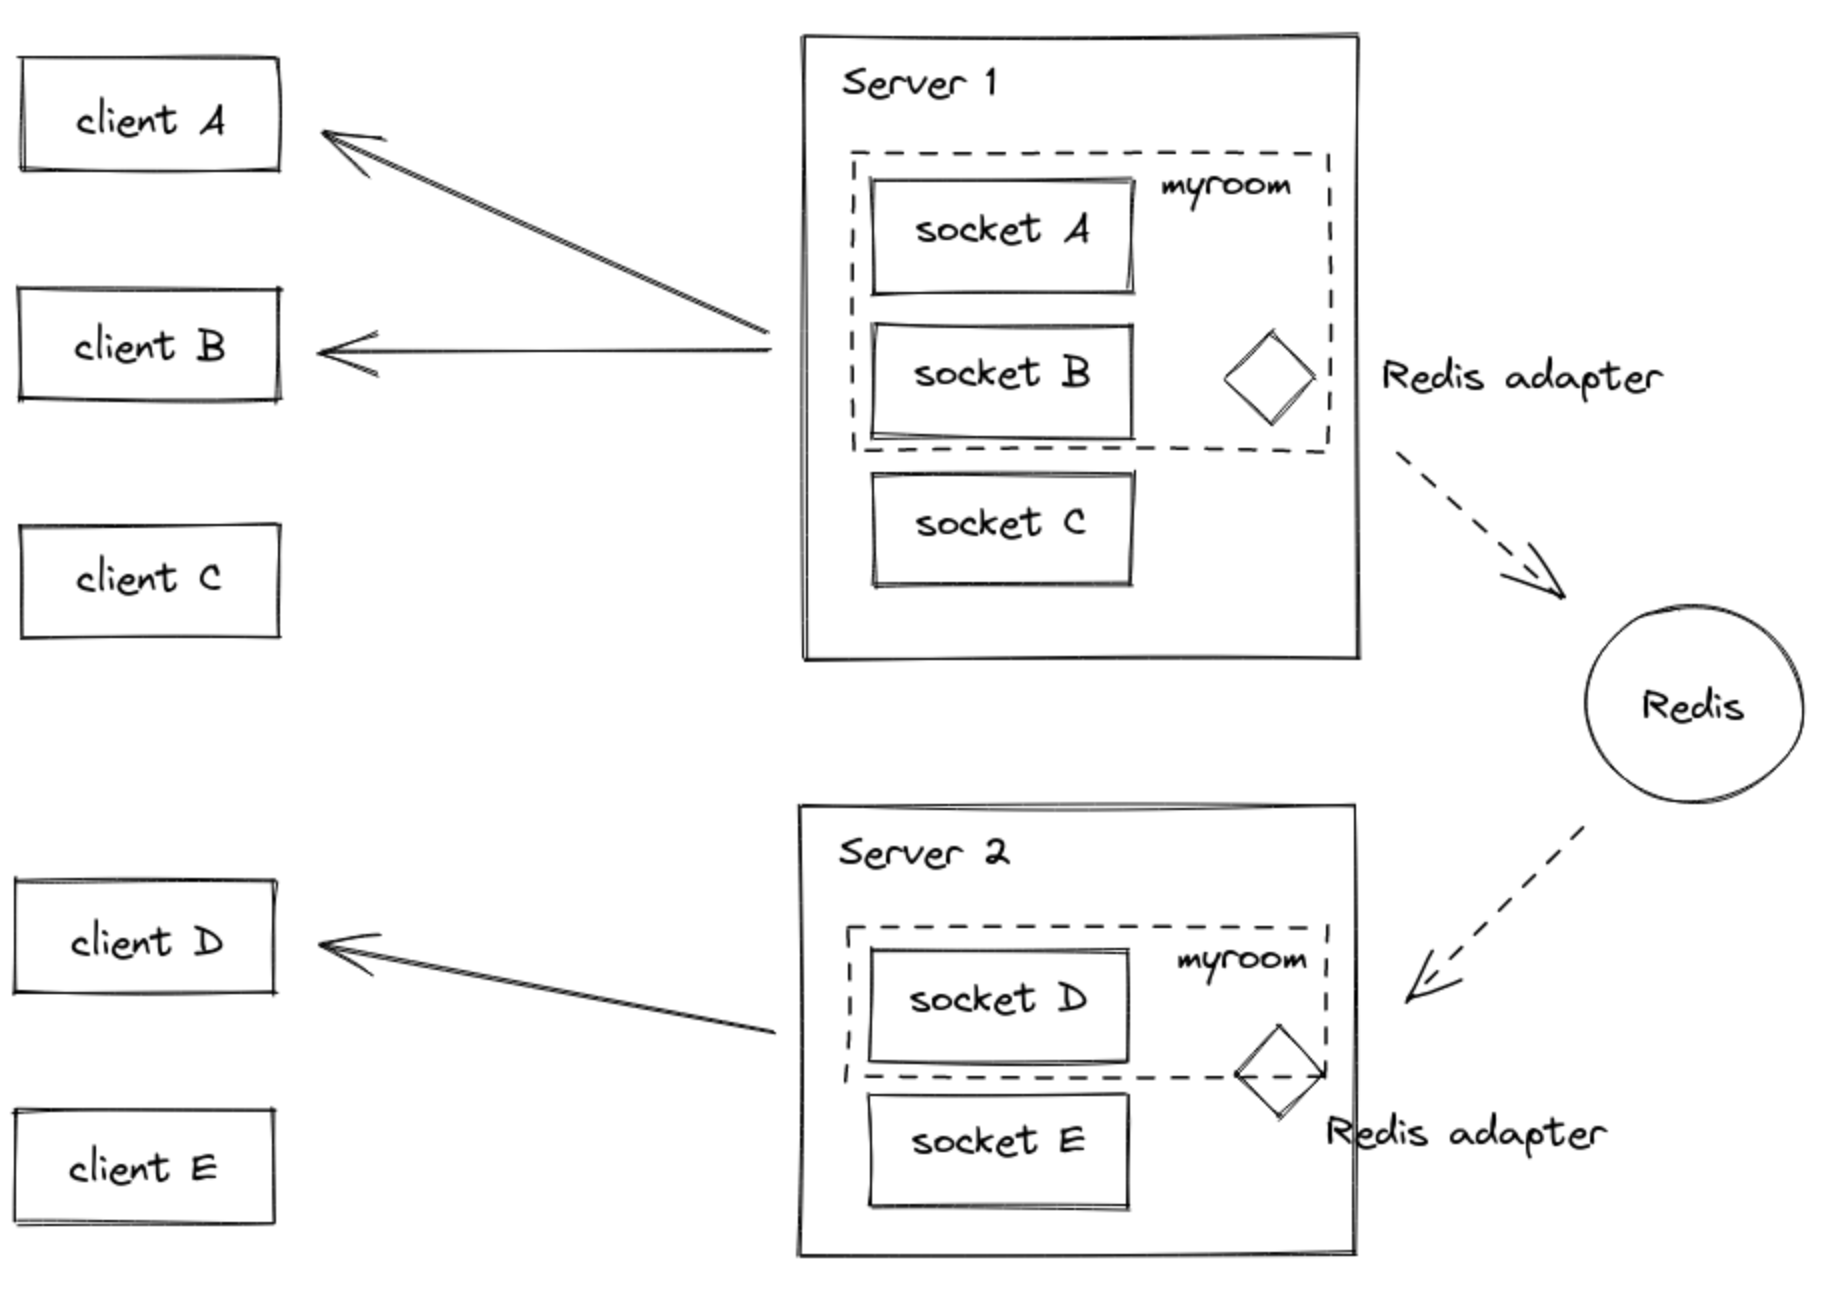 client A
client B
client C
Server 1
myroom
socket A
socket B
socket C
Redis adapter
Redis
client D
client E
Server 2
myroom
socket D
socket E
Redis adapter